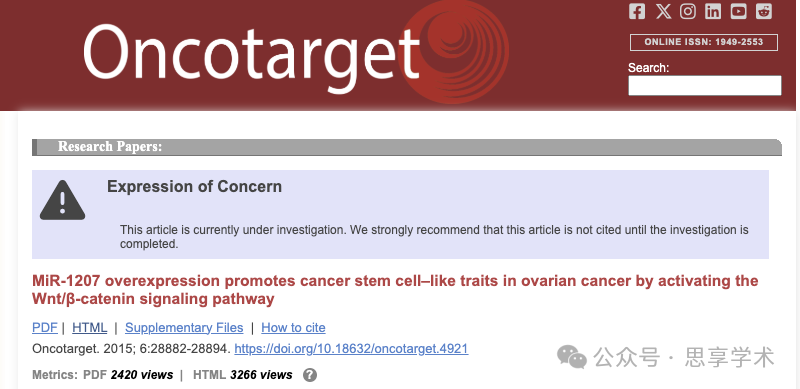 Oncotarget
ONLINE ISSN: 1949-2553
Search:
Research Papers:
Expression of Concern
This article is currently under investigation. We strongly recommend that this article is not cited until the investigation is
completed.
MiR-1207 overexpression promotes cancer stem cell–like traits in ovarian cancer by activating the
Wnt/β-catenin signaling pathway
PDF | HTML | Supplementary Files | How to cite
Oncotarget. 2015; 6:28882-28894. https://doi.org/10.18632/oncotarget.4921
Metrics: PDF 2420 views | HTML 3266 views ?
公众号 · 思享学术